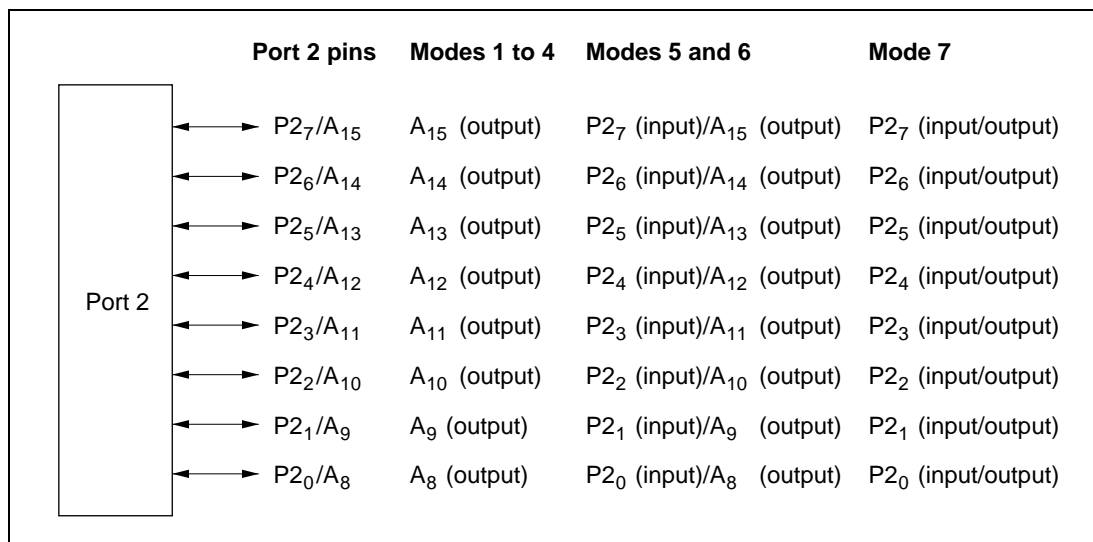 Port 2 pins Modes 1 to 4 Modes 5 and 6 Mode 7
P2₇/A₁₅ A₁₅ (output) P2₇ (input)/A₁₅ (output) P2₇ (input/output)
P2₆/A₁₄ A₁₄ (output) P2₆ (input)/A₁₄ (output) P2₆ (input/output)
P2₅/A₁₃ A₁₃ (output) P2₅ (input)/A₁₃ (output) P2₅ (input/output)
P2₄/A₁₂ A₁₂ (output) P2₄ (input)/A₁₂ (output) P2₄ (input/output)
Port 2
P2₃/A₁₁ A₁₁ (output) P2₃ (input)/A₁₁ (output) P2₃ (input/output)
P2₂/A₁₀ A₁₀ (output) P2₂ (input)/A₁₀ (output) P2₂ (input/output)
P2₁/A₉ A₉ (output) P2₁ (input)/A₉ (output) P2₁ (input/output)
P2₀/A₈ A₈ (output) P2₀ (input)/A₈ (output) P2₀ (input/output)